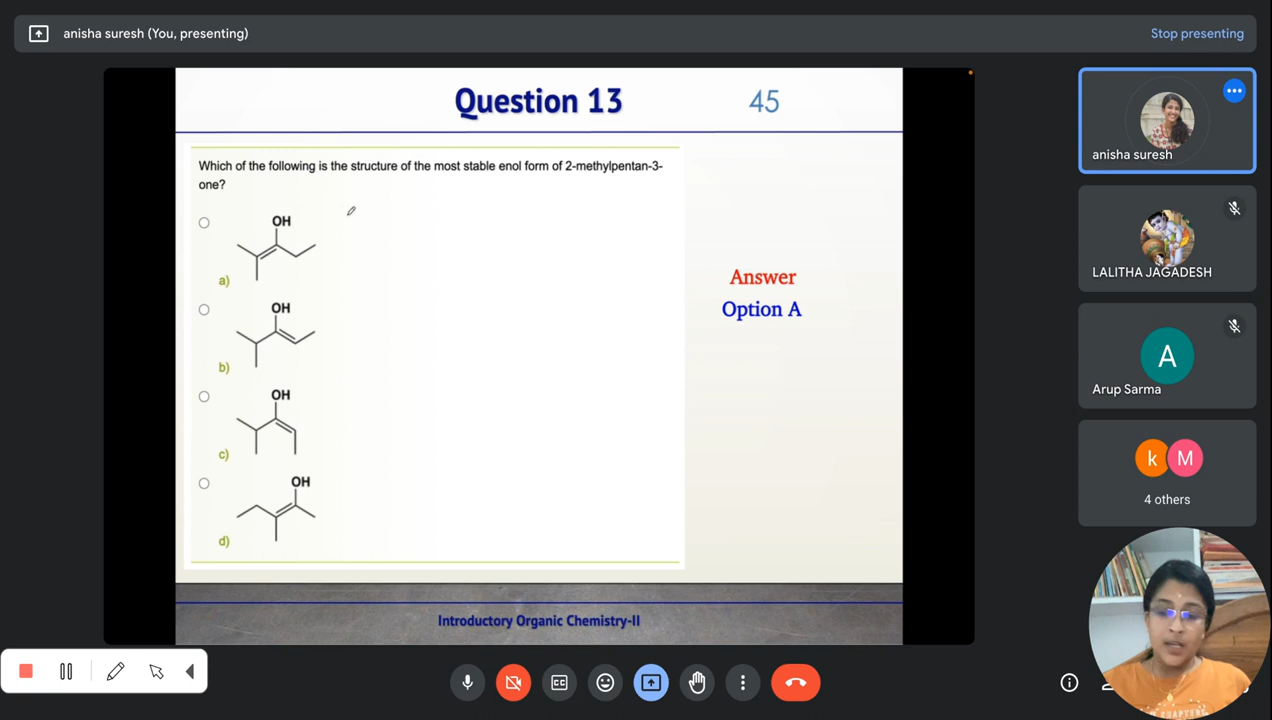 anisha suresh (You, presenting)
Stop presenting
Question 13
45
Which of the following is the structure of the most stable enol form of 2-methylpentan-3-
one?
OH
a)
OH
b)
OH
c)
OH
d)
Answer
Option A
Introductory Organic Chemistry-II
anisha suresh
LALITHA JAGADESH
A
Arup Sarma
k
M
4 others
CC